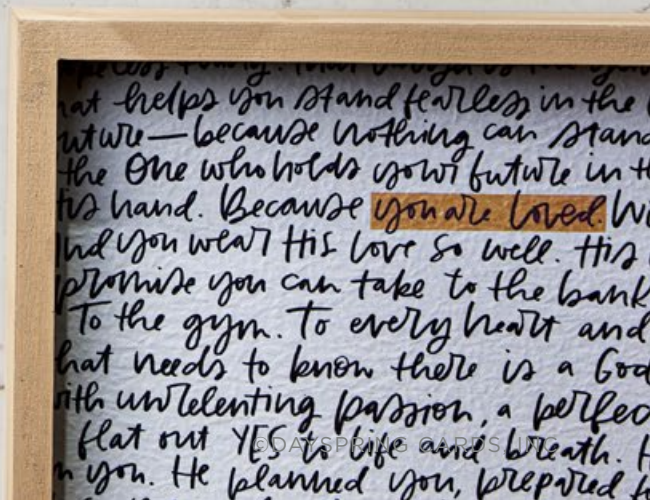 hat helps you stand fearless in the
uture—because nothing can stand
the One who holds your future in
his hand. Because you are loved.
nd you wear His love so well. His
promise you can take to the bank
To the gym. To every heart and
hat needs to know there is a God
ith unrelenting passion, a perfec
flat out YES to life and breath.
n you. He planned you, prepared
©DAYSPRING CARDS, INC.